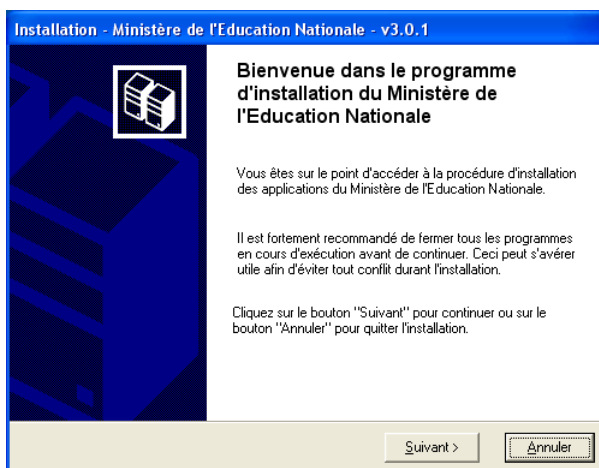 Installation - Ministère de l'Education Nationale - v3.0.1
Bienvenue dans le programme
d'installation du Ministère de
l'Education Nationale
Vous êtes sur le point d'accéder à la procédure d'installation
des applications du Ministère de l'Education Nationale.
Il est fortement recommandé de fermer tous les programmes
en cours d'exécution avant de continuer. Ceci peut s'avérer
utile afin d'éviter tout conflit durant l'installation.
Cliquez sur le bouton "Suivant" pour continuer ou sur le
bouton "Annuler" pour quitter l'installation.
Suivant >
Annuler